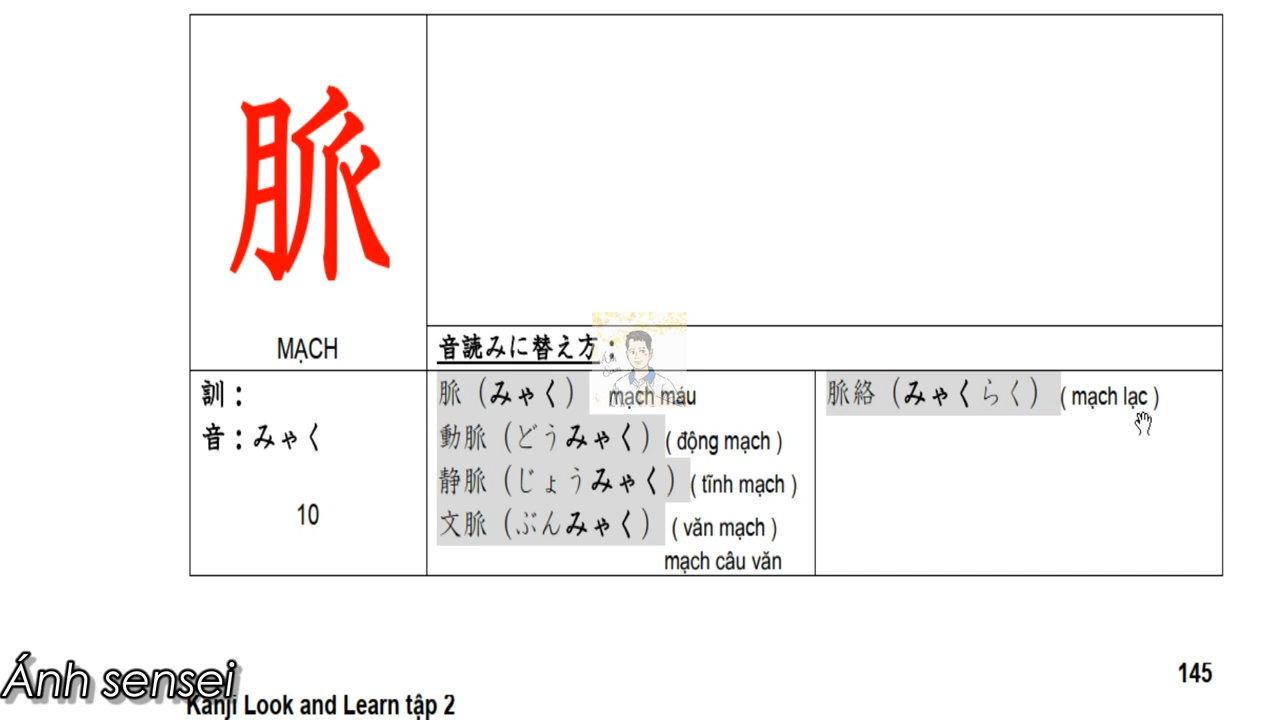 脈
MẠCH
音読みに替え方：
訓：
音：みゃく
10
脈（みゃく） mạch máu
動脈（どうみゃく）( động mạch )
静脈（じょうみゃく）( tĩnh mạch )
文脈（ぶんみゃく） ( văn mạch )
mạch câu văn
脈絡（みゃくらく）( mạch lạc )
145
Ánh sensei
Kanji Look and Learn tập 2